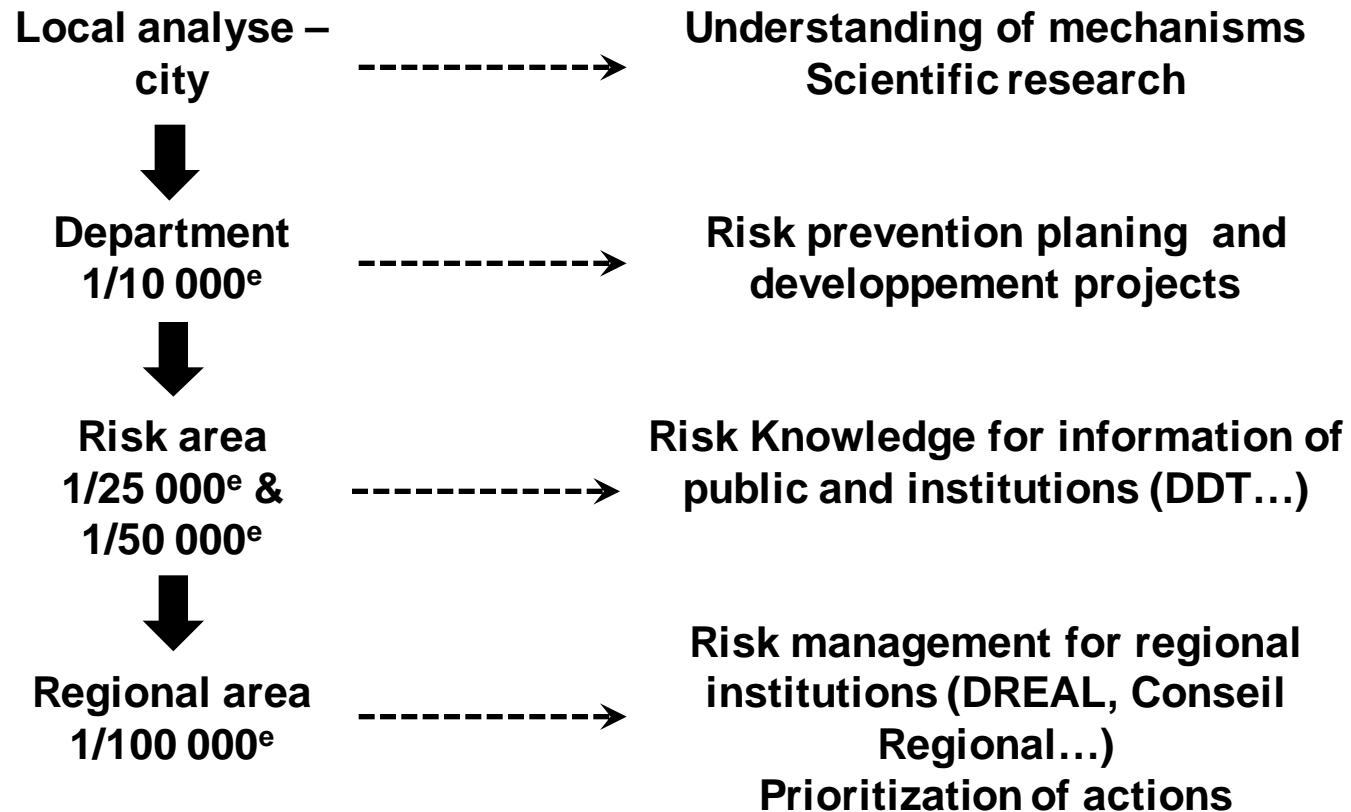 Local analyse –
city
Understanding of mechanisms
Scientific research
Department
1/10 000ᵉ
Risk prevention planing and
developpement projects
Risk area
1/25 000ᵉ &
1/50 000ᵉ
Risk Knowledge for information of
public and institutions (DDT…)
Regional area
1/100 000ᵉ
Risk management for regional
institutions (DREAL, Conseil
Regional…)
Prioritization of actions